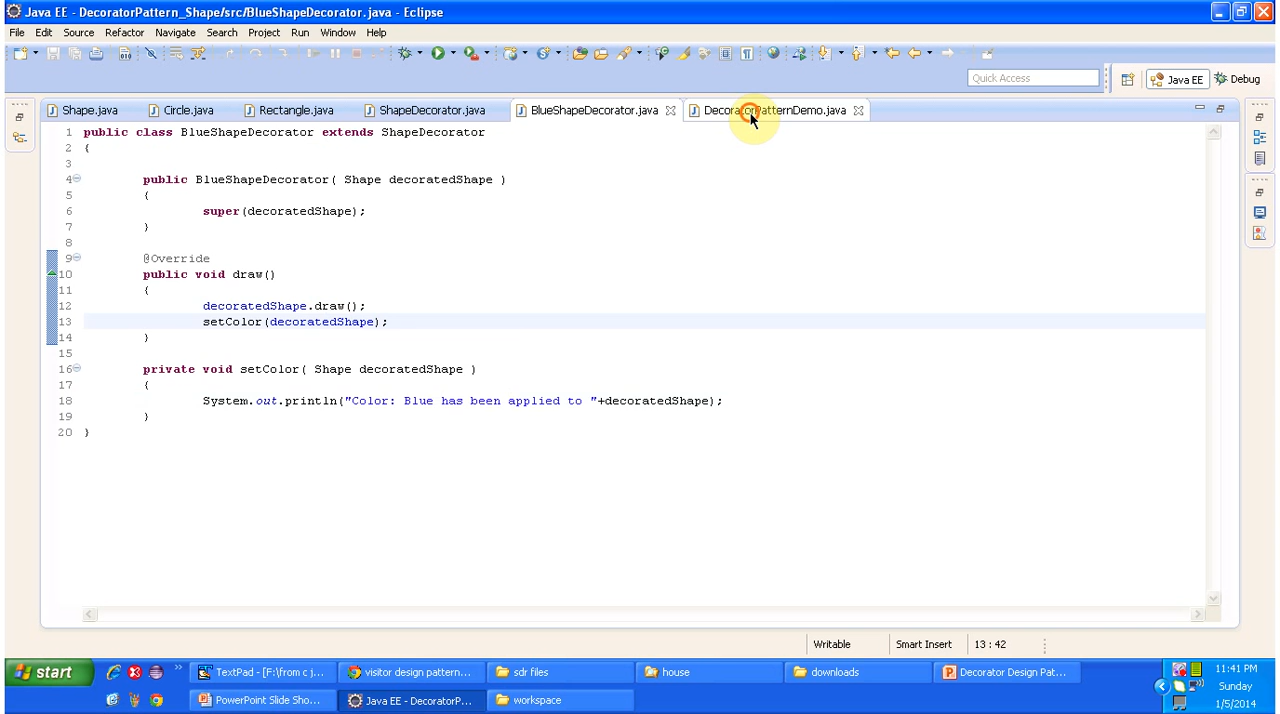 Java EE - DecoratorPattern_Shape/src/BlueShapeDecorator.java - Eclipse
File Edit Source Refactor Navigate Search Project Run Window Help
Quick Access Java EE Debug
Shape.java Circle.java Rectangle.java ShapeDecorator.java BlueShapeDecorator.java DecoratorPatternDemo.java
1 public class BlueShapeDecorator extends ShapeDecorator
2 {
3
4 public BlueShapeDecorator( Shape decoratedShape )
5 {
6 super(decoratedShape);
7 }
8
9 @Override
10 public void draw()
11 {
12 decoratedShape.draw();
13 setColor(decoratedShape);
14 }
15
16 private void setColor( Shape decoratedShape )
17 {
18 System.out.println("Color: Blue has been applied to "+decoratedShape);
19 }
20 }
Writable Smart Insert 13 : 42
start TextPad - [F:\from c j... visitor design pattern... sdr files house downloads Decorator Design Pat... 11:41 PM
Sunday
PowerPoint Slide Sho... Java EE - DecoratorP... workspace 1/5/2014